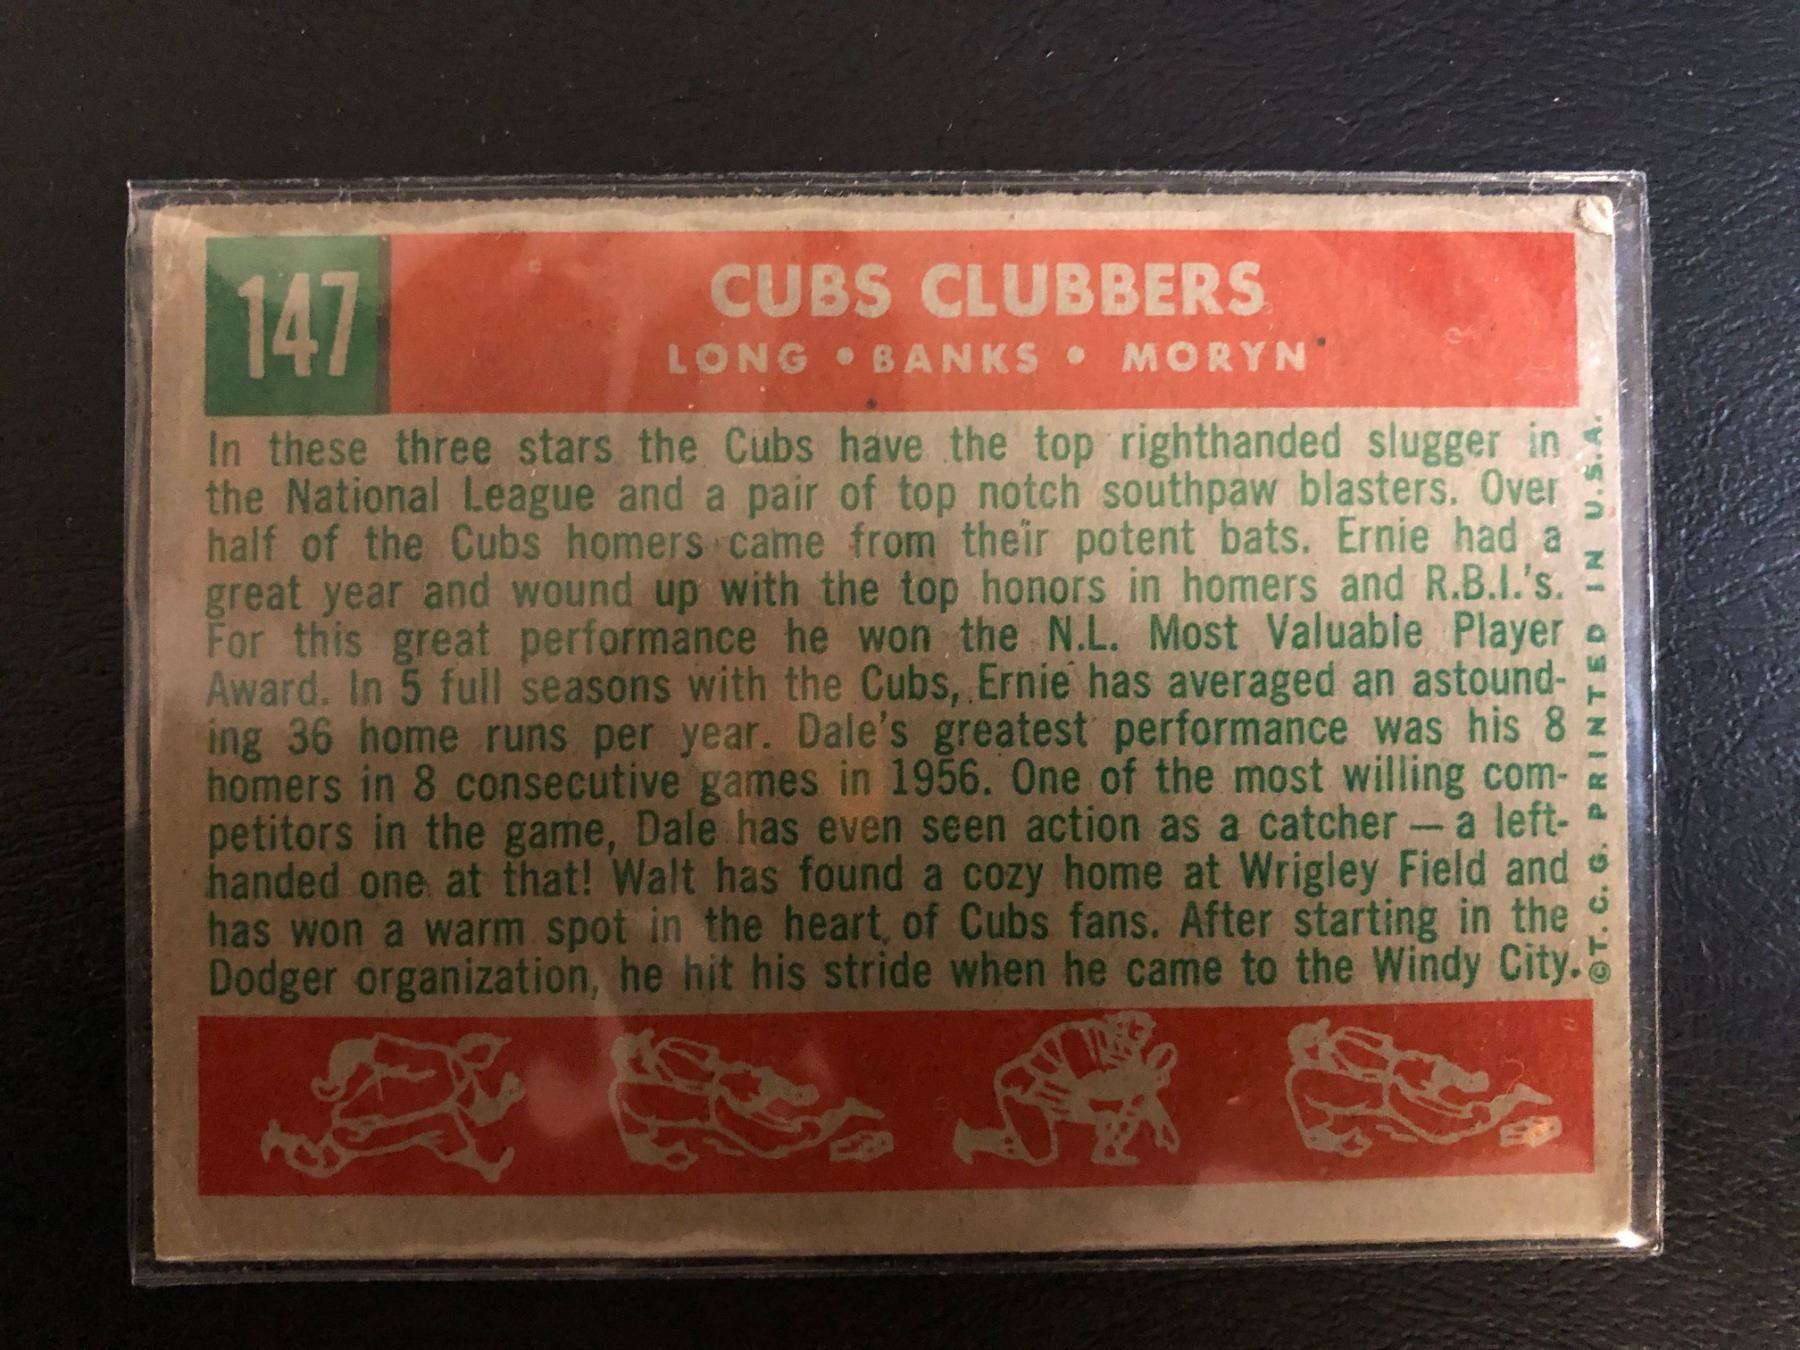 147
CUBS CLUBBERS
LONG • BANKS • MORYN
In these three stars the Cubs have the top righthanded slugger in
the National League and a pair of top notch southpaw blasters. Over
half of the Cubs homers came from their potent bats. Ernie had a
great year and wound up with the top honors in homers and R.B.I.'s.
For this great performance he won the N.L. Most Valuable Player
Award. In 5 full seasons with the Cubs, Ernie has averaged an astound-
ing 36 home runs per year. Dale's greatest performance was his 8
homers in 8 consecutive games in 1956. One of the most willing com-
petitors in the game, Dale has even seen action as a catcher — a left-
handed one at that! Walt has found a cozy home at Wrigley Field and
has won a warm spot in the heart of Cubs fans. After starting in the
Dodger organization, he hit his stride when he came to the Windy City.
©T.C.G. PRINTED IN U.S.A.